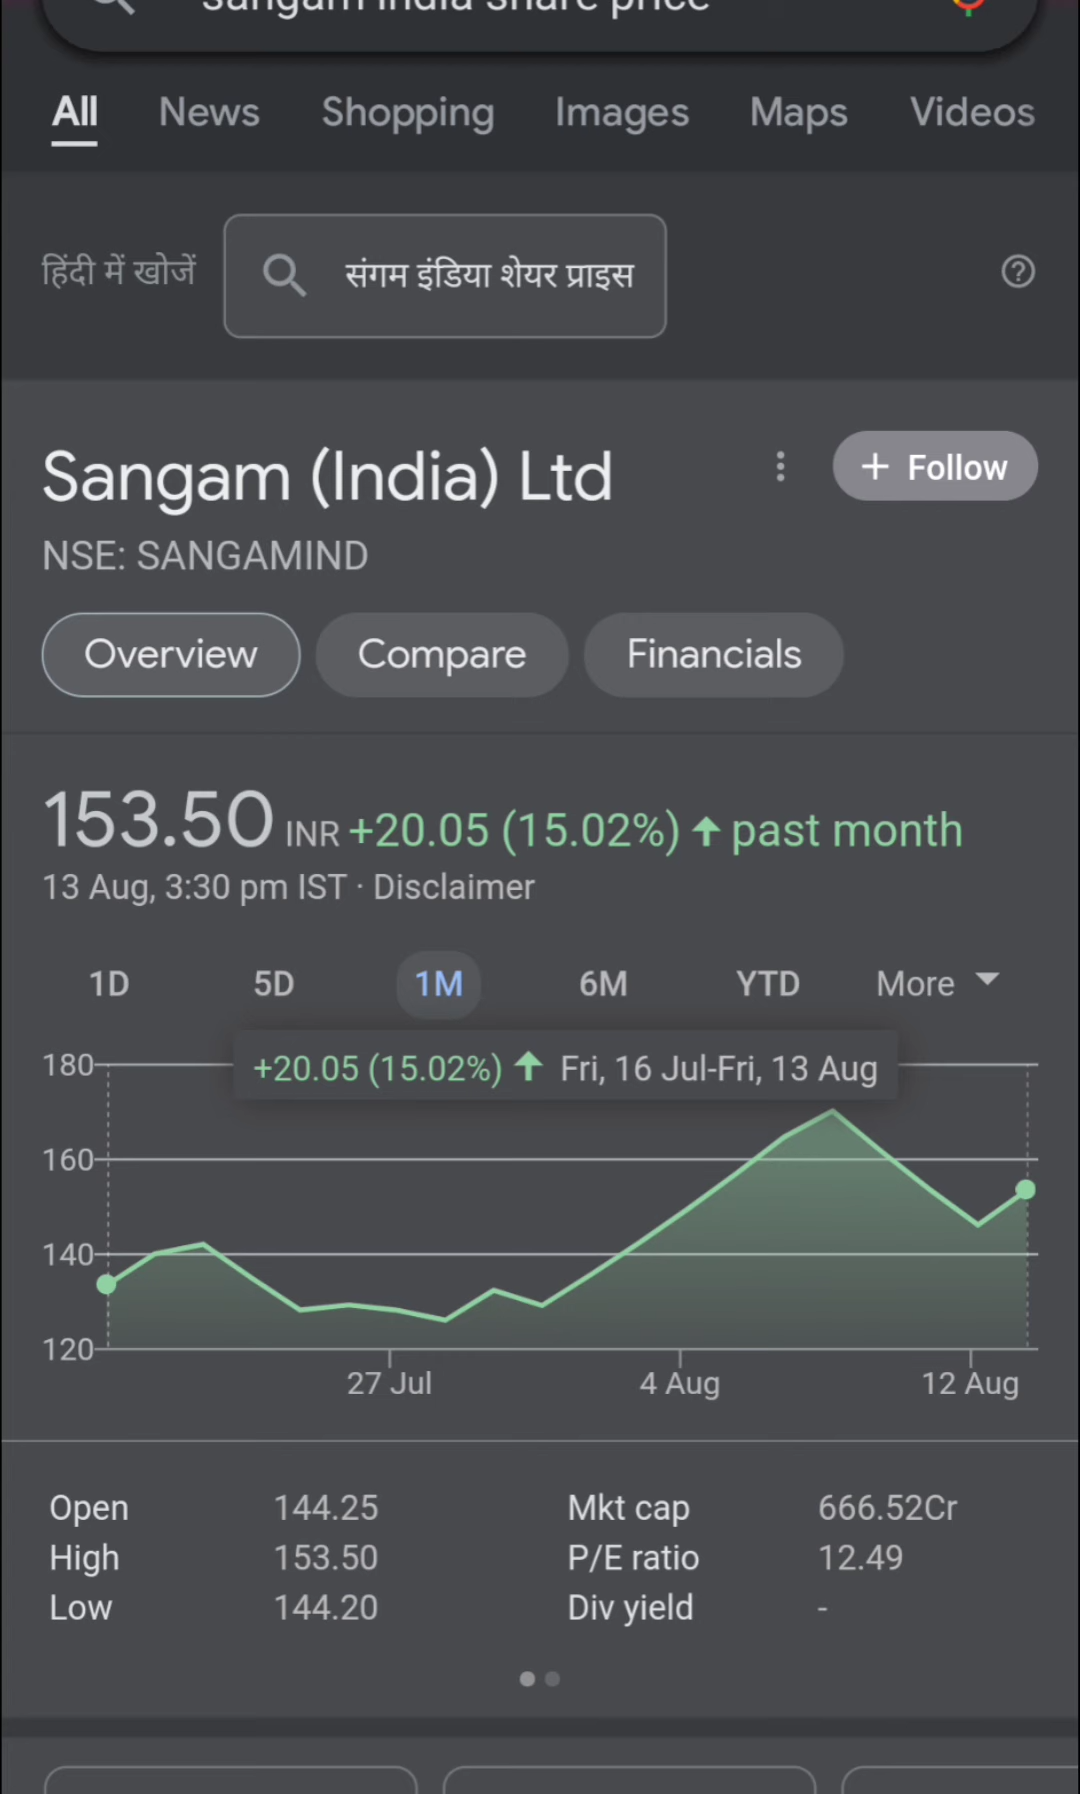 sangam india share price
All News Shopping Images Maps Videos
हिंदी में खोजें संगम इंडिया शेयर प्राइस
Sangam (India) Ltd
+ Follow
NSE: SANGAMIND
Overview Compare Financials
153.50 INR +20.05 (15.02%) ↑ past month
13 Aug, 3:30 pm IST · Disclaimer
1D 5D 1M 6M YTD More
+20.05 (15.02%) ↑ Fri, 16 Jul-Fri, 13 Aug
180
160
140
120
27 Jul 4 Aug 12 Aug
Open 144.25 Mkt cap 666.52Cr
High 153.50 P/E ratio 12.49
Low 144.20 Div yield -